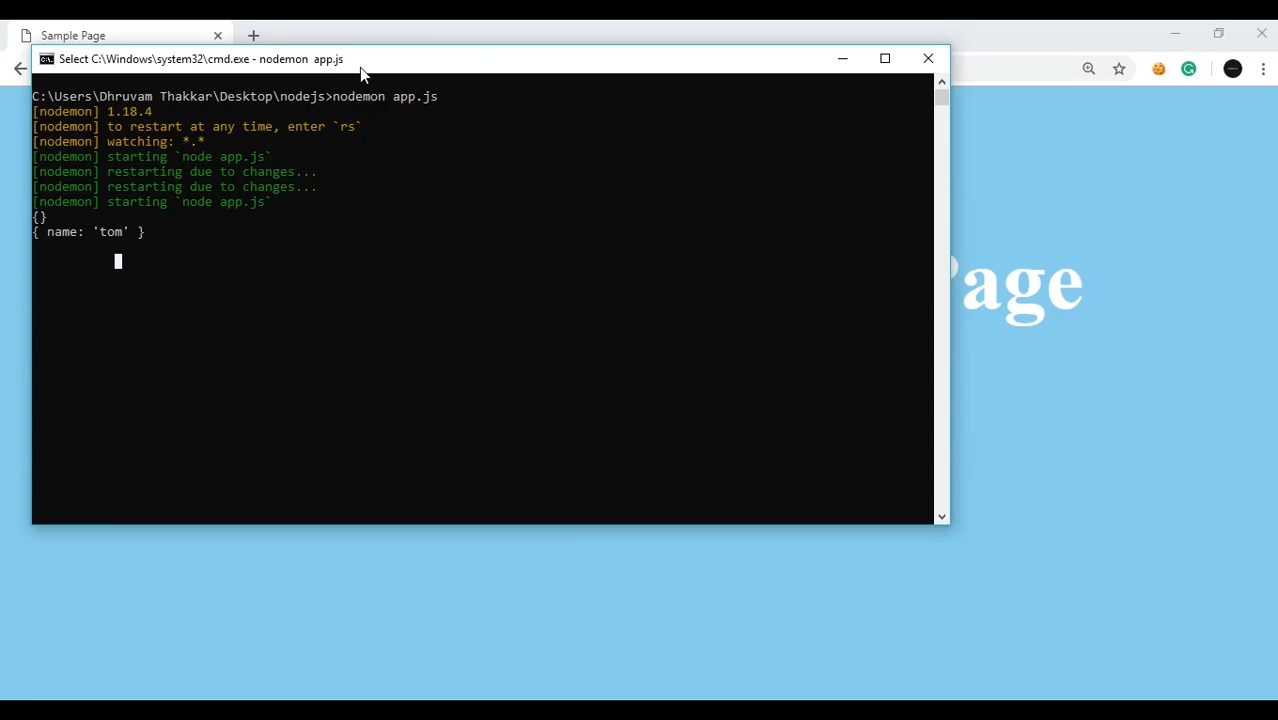 Sample Page
Select C:\Windows\system32\cmd.exe - nodemon  app.js
C:\Users\Dhruvam Thakkar\Desktop\nodejs>nodemon app.js
[nodemon] 1.18.4
[nodemon] to restart at any time, enter `rs`
[nodemon] watching: *.*
[nodemon] starting `node app.js`
[nodemon] restarting due to changes...
[nodemon] restarting due to changes...
[nodemon] starting `node app.js`
{}
{ name: 'tom' }
Page